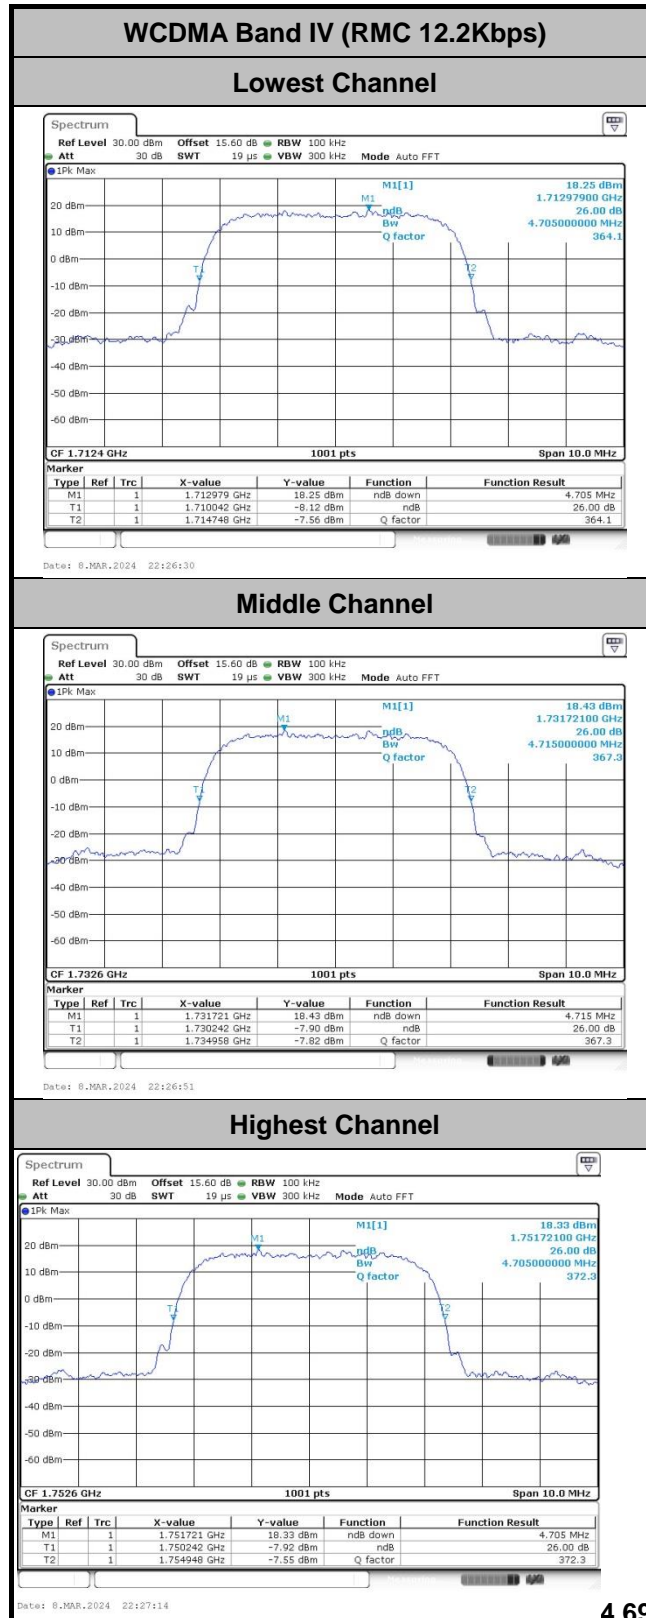 WCDMA Band IV (RMC 12.2Kbps)
Lowest Channel
Spectrum
Ref Level 30.00 dBm Offset 15.60 dB RBW 100 kHz
Att 30 dB SWT 19 µs VBW 300 kHz Mode Auto FFT
1Pk Max
M1[1] 18.25 dBm
1.71297900 GHz
M1
ndB 26.00 dB
Bw 4.705000000 MHz
Q factor 364.1
20 dBm
10 dBm
0 dBm
T1 T2
-10 dBm
-20 dBm
-30 dBm
-40 dBm
-50 dBm
-60 dBm
CF 1.7124 GHz 1001 pts Span 10.0 MHz
Marker
Type Ref Trc X-value Y-value Function Function Result
M1 1 1.712979 GHz 18.25 dBm ndB down 4.705 MHz
T1 1 1.710042 GHz -8.12 dBm ndB 26.00 dB
T2 1 1.714748 GHz -7.56 dBm Q factor 364.1
Date: 8.MAR.2024 22:26:30
Middle Channel
Spectrum
Ref Level 30.00 dBm Offset 15.60 dB RBW 100 kHz
Att 30 dB SWT 19 µs VBW 300 kHz Mode Auto FFT
1Pk Max
M1[1] 18.43 dBm
1.73172100 GHz
M1
ndB 26.00 dB
Bw 4.715000000 MHz
Q factor 367.3
20 dBm
10 dBm
0 dBm
T1 T2
-10 dBm
-20 dBm
-30 dBm
-40 dBm
-50 dBm
-60 dBm
CF 1.7326 GHz 1001 pts Span 10.0 MHz
Marker
Type Ref Trc X-value Y-value Function Function Result
M1 1 1.731721 GHz 18.43 dBm ndB down 4.715 MHz
T1 1 1.730242 GHz -7.90 dBm ndB 26.00 dB
T2 1 1.734958 GHz -7.82 dBm Q factor 367.3
Date: 8.MAR.2024 22:26:51
Highest Channel
Spectrum
Ref Level 30.00 dBm Offset 15.60 dB RBW 100 kHz
Att 30 dB SWT 19 µs VBW 300 kHz Mode Auto FFT
1Pk Max
M1[1] 18.33 dBm
1.75172100 GHz
M1
ndB 26.00 dB
Bw 4.705000000 MHz
Q factor 372.3
20 dBm
10 dBm
0 dBm
T1 T2
-10 dBm
-20 dBm
-30 dBm
-40 dBm
-50 dBm
-60 dBm
CF 1.7526 GHz 1001 pts Span 10.0 MHz
Marker
Type Ref Trc X-value Y-value Function Function Result
M1 1 1.751721 GHz 18.33 dBm ndB down 4.705 MHz
T1 1 1.750242 GHz -7.92 dBm ndB 26.00 dB
T2 1 1.754948 GHz -7.55 dBm Q factor 372.3
Date: 8.MAR.2024 22:27:14
4.69